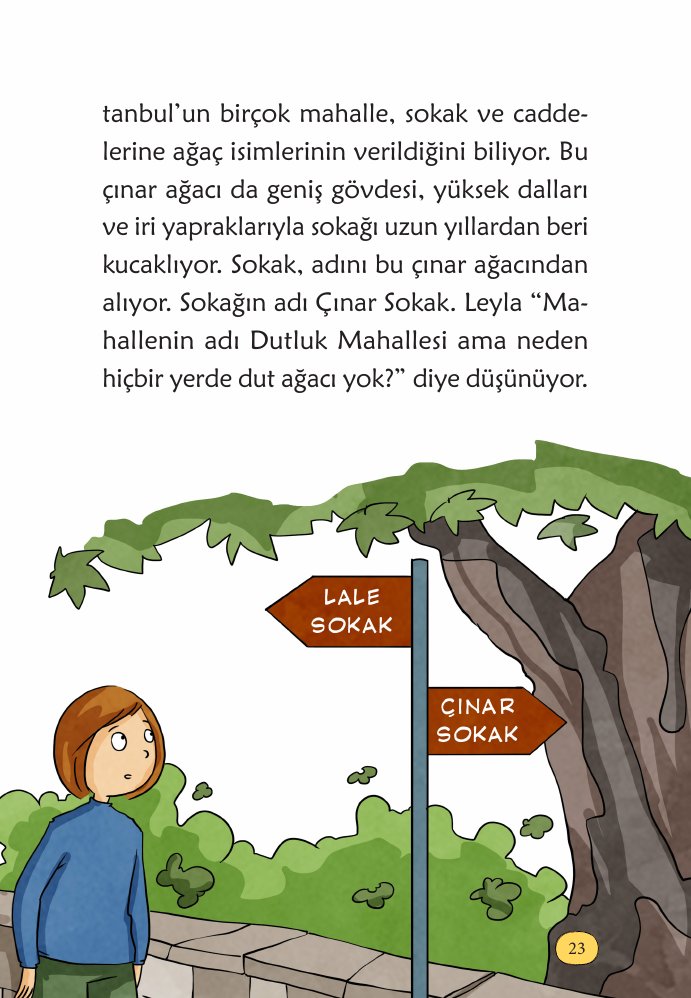 tanbul’un birçok mahalle, sokak ve cadde-
lerine ağaç isimlerinin verildiğini biliyor. Bu
çınar ağacı da geniş gövdesi, yüksek dalları
ve iri yapraklarıyla sokağı uzun yıllardan beri
kucaklıyor. Sokak, adını bu çınar ağacından
alıyor. Sokağın adı Çınar Sokak. Leyla “Ma-
hallenin adı Dutluk Mahallesi ama neden
hiçbir yerde dut ağacı yok?” diye düşünüyor.
LALE
SOKAK
ÇINAR
SOKAK
23